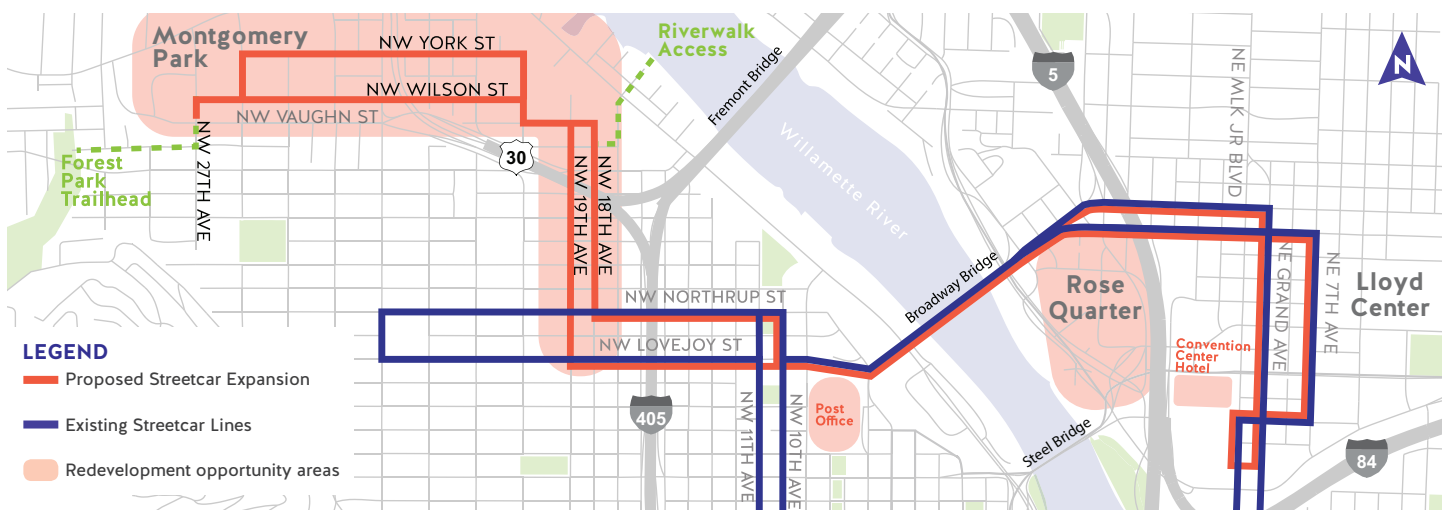 Montgomery
Park
NW YORK ST
NW WILSON ST
NW VAUGHN ST
Riverwalk
Access
Fremont Bridge
5
NE MLK JR BLVD
N
Forest
Park
Trailhead
NW 27TH AVE
30
NW 19TH AVE
NW 18TH AVE
Willamette River
Broadway Bridge
NW NORTHRUP ST
NW LOVEJOY ST
Rose
Quarter
NE GRAND AVE
NE 7TH AVE
Lloyd
Center
Convention
Center
Hotel
LEGEND
Proposed Streetcar Expansion
Existing Streetcar Lines
Redevelopment opportunity areas
405
NW 11TH AVE
NW 10TH AVE
Post
Office
Steel Bridge
84